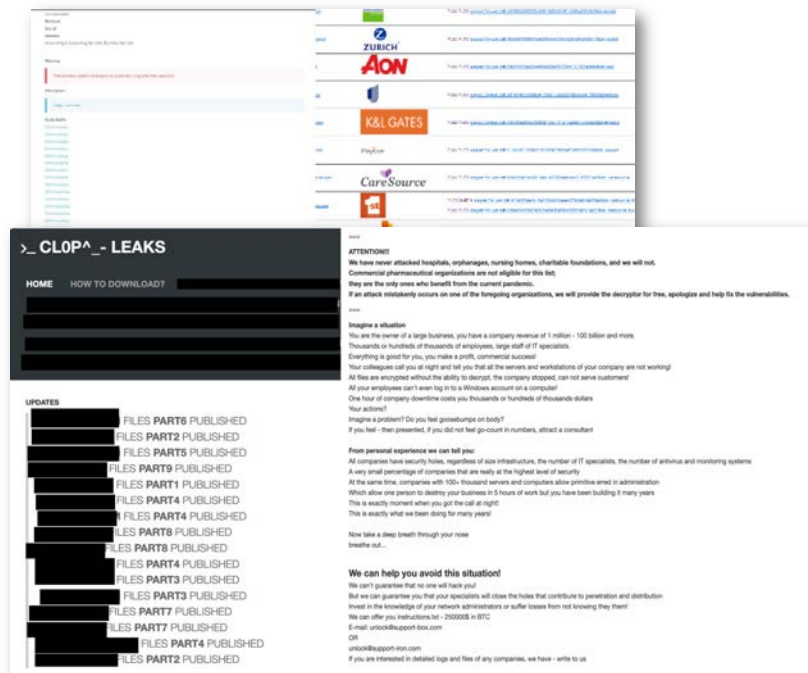 ZURICH
AON
K&L GATES
Paycor
CareSource
1ST
>_ CL0P^_- LEAKS
HOME HOW TO DOWNLOAD?
UPDATES
FILES PART6 PUBLISHED
FILES PART2 PUBLISHED
FILES PART5 PUBLISHED
FILES PART9 PUBLISHED
FILES PART1 PUBLISHED
FILES PART4 PUBLISHED
FILES PART4 PUBLISHED
FILES PART8 PUBLISHED
FILES PART8 PUBLISHED
FILES PART4 PUBLISHED
FILES PART3 PUBLISHED
FILES PART3 PUBLISHED
FILES PART7 PUBLISHED
FILES PART7 PUBLISHED
FILES PART4 PUBLISHED
FILES PART2 PUBLISHED
ATTENTION!!!
We have never attacked hospitals, orphanages, nursing homes, charitable foundations, and we will not.
Commercial pharmaceutical organizations are not eligible for this list;
they are the only ones who benefit from the current pandemic.
If an attack mistakenly occurs on one of the foregoing organizations, we will provide the decryptor for free, apologize and help fix the vulnerabilities.
Imagine a situation
You are the owner of a large business, you have a company revenue of 1 million - 100 billion and more.
Thousands or hundreds of thousands of employees, large staff of IT specialists.
Everything is good for you, you make a profit, commercial success!
Your colleagues call you at night and tell you that all the servers and workstations of your company are not working!
All files are encrypted without the ability to decrypt, the company stopped, can not serve customers!
All your employees can't even log in to a Windows account on a computer!
One hour of company downtime costs you thousands or hundreds of thousands dollars
Your actions?
Imagine a problem? Do you feel goosebumps on body?
If you feel - then presented, if you did not feel go-count in numbers, attract a consultant
From personal experience we can tell you:
All companies have security holes, regardless of size infrastructure, the number of IT specialists, the number of antivirus and monitoring systems
A very small percentage of companies that are really at the highest level of security
At the same time, companies with 100+ thousand servers and computers allow primitive erred in administration
Which allow one person to destroy your business in 5 hours of work but you have been building it many years
This is exactly moment when you got the call at night!
This is exactly what we been doing for many years!
Now take a deep breath through your nose
breathe out...
We can help you avoid this situation!
We can't guarantee that no one will hack you!
But we can guarantee you that your specialists will close the holes that contribute to penetration and distribution
Invest in the knowledge of your network administrators or suffer losses from not knowing they them!
We can offer you instructions.txt - 250000$ in BTC
E-mail: unlock@support-box.com
OR
unlock@support-iron.com
If you are interested in detailed logs and files of any companies, we have - write to us